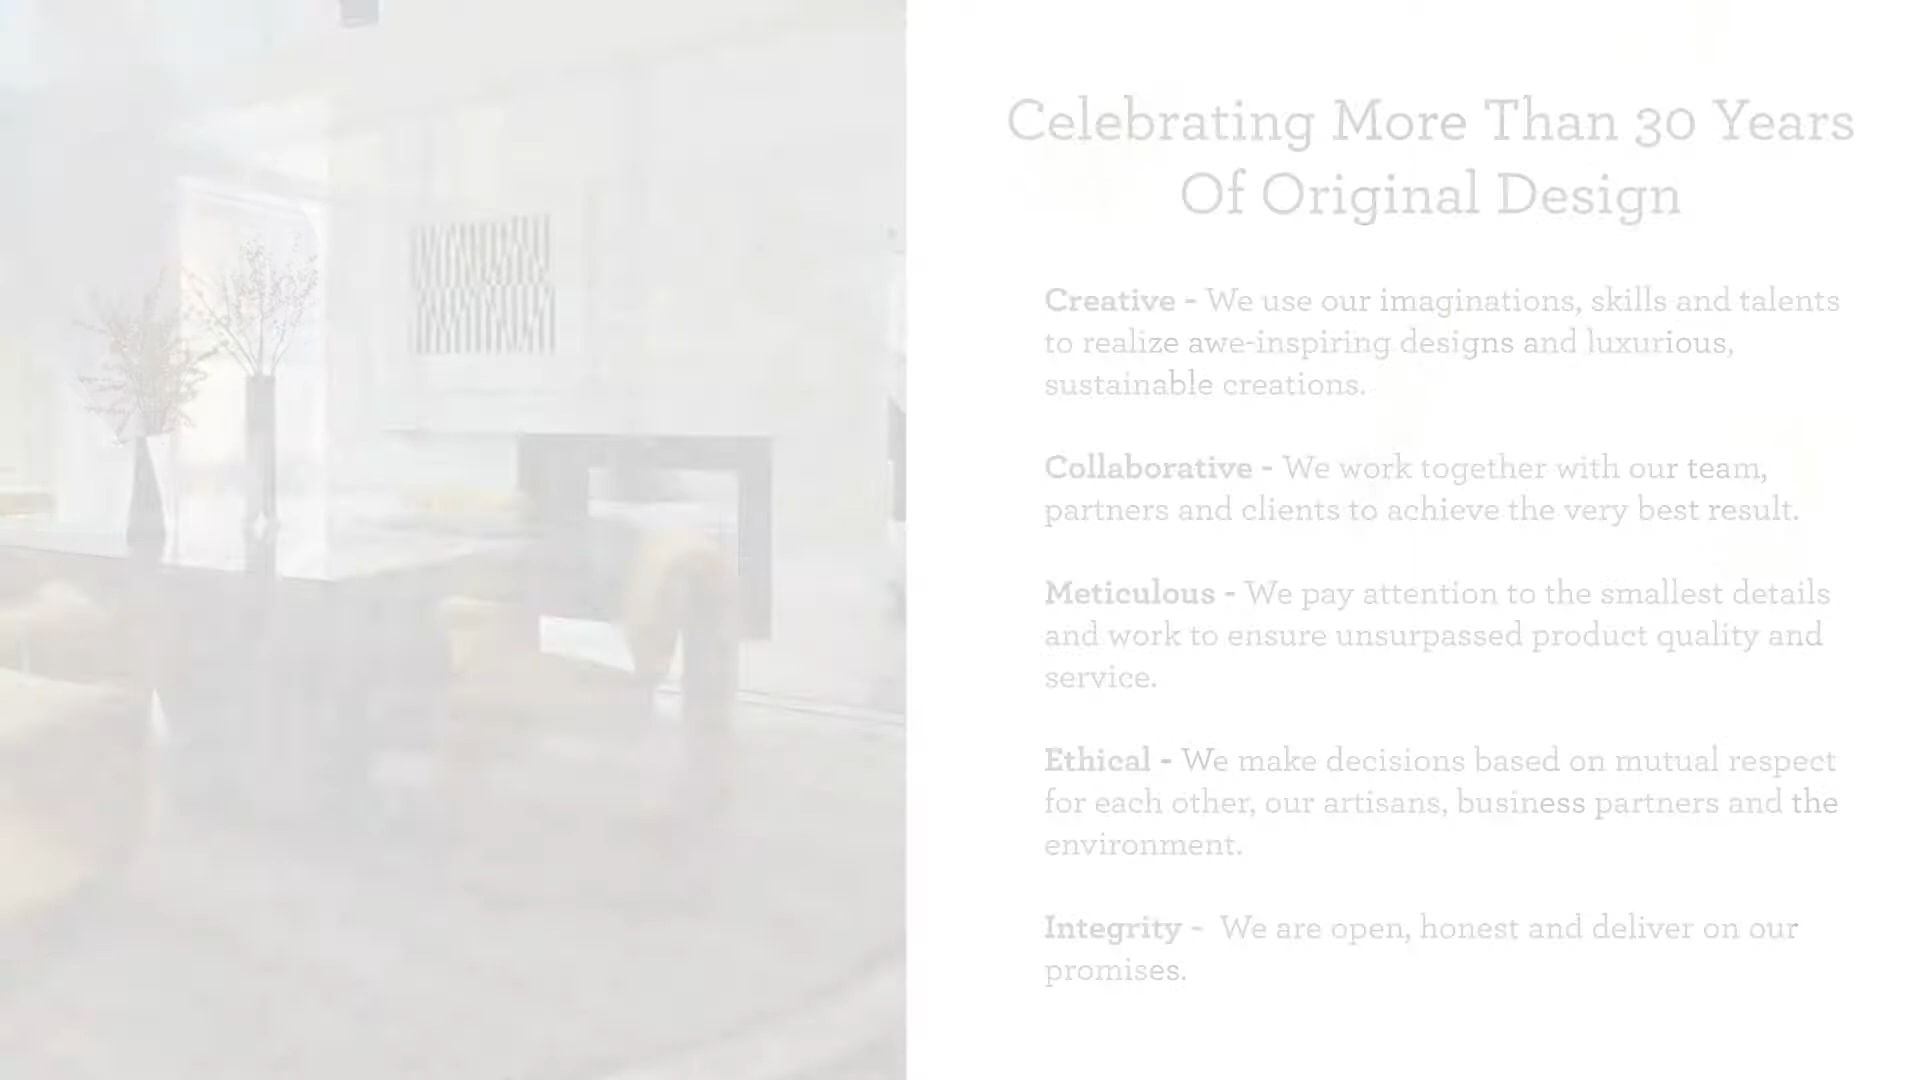 Celebrating More Than 30 Years
Of Original Design
Creative - We use our imaginations, skills and talents
to realize awe-inspiring designs and luxurious,
sustainable creations.
Collaborative - We work together with our team,
partners and clients to achieve the very best result.
Meticulous - We pay attention to the smallest details
and work to ensure unsurpassed product quality and
service.
Ethical - We make decisions based on mutual respect
for each other, our artisans, business partners and the
environment.
Integrity - We are open, honest and deliver on our
promises.